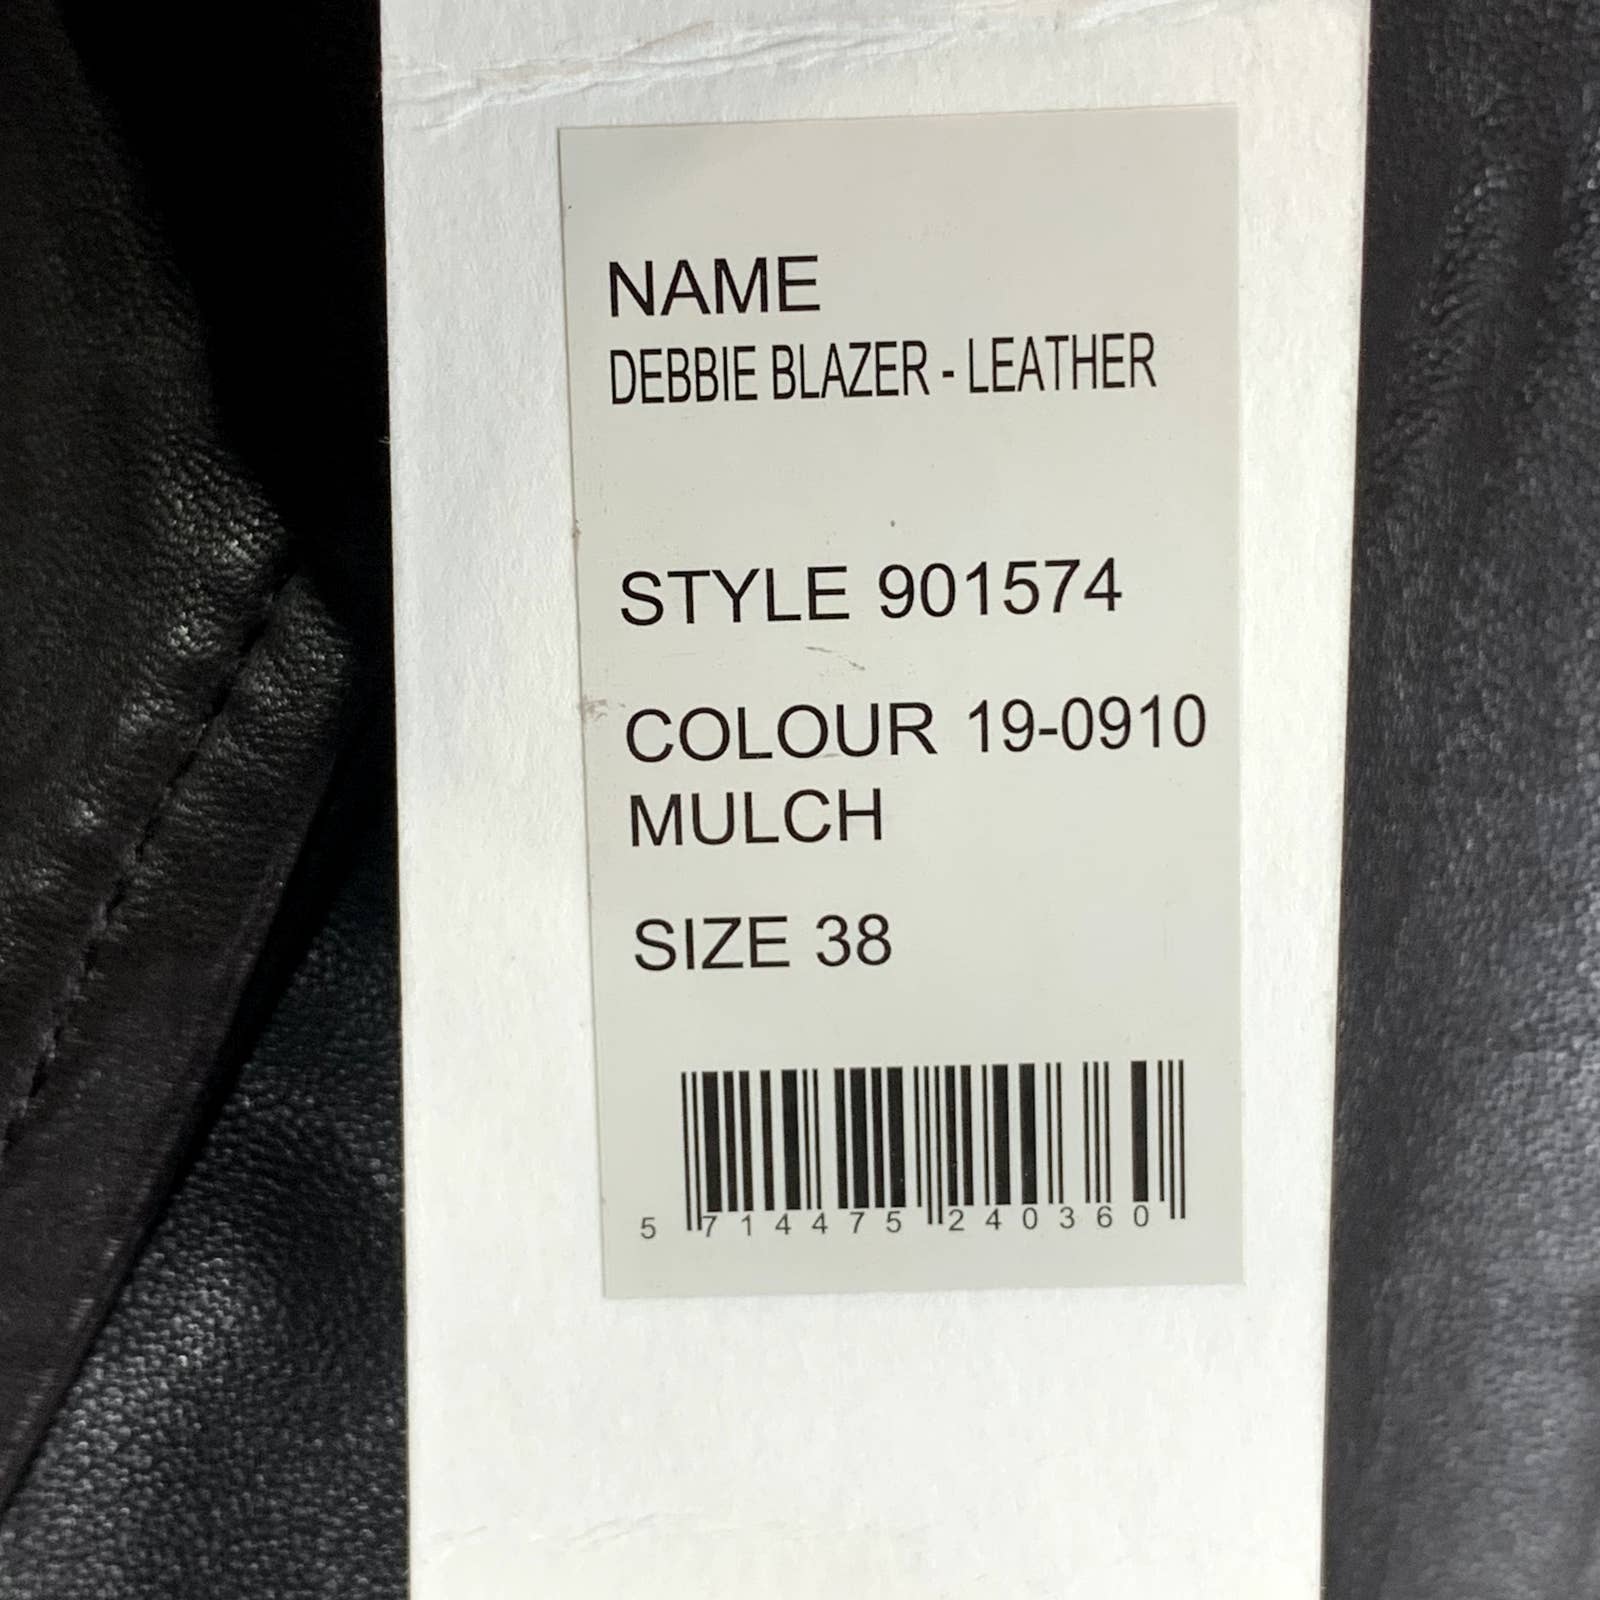 NAME
DEBBIE BLAZER - LEATHER
STYLE 901574
COLOUR 19-0910
MULCH
SIZE 38
5 714475 240360